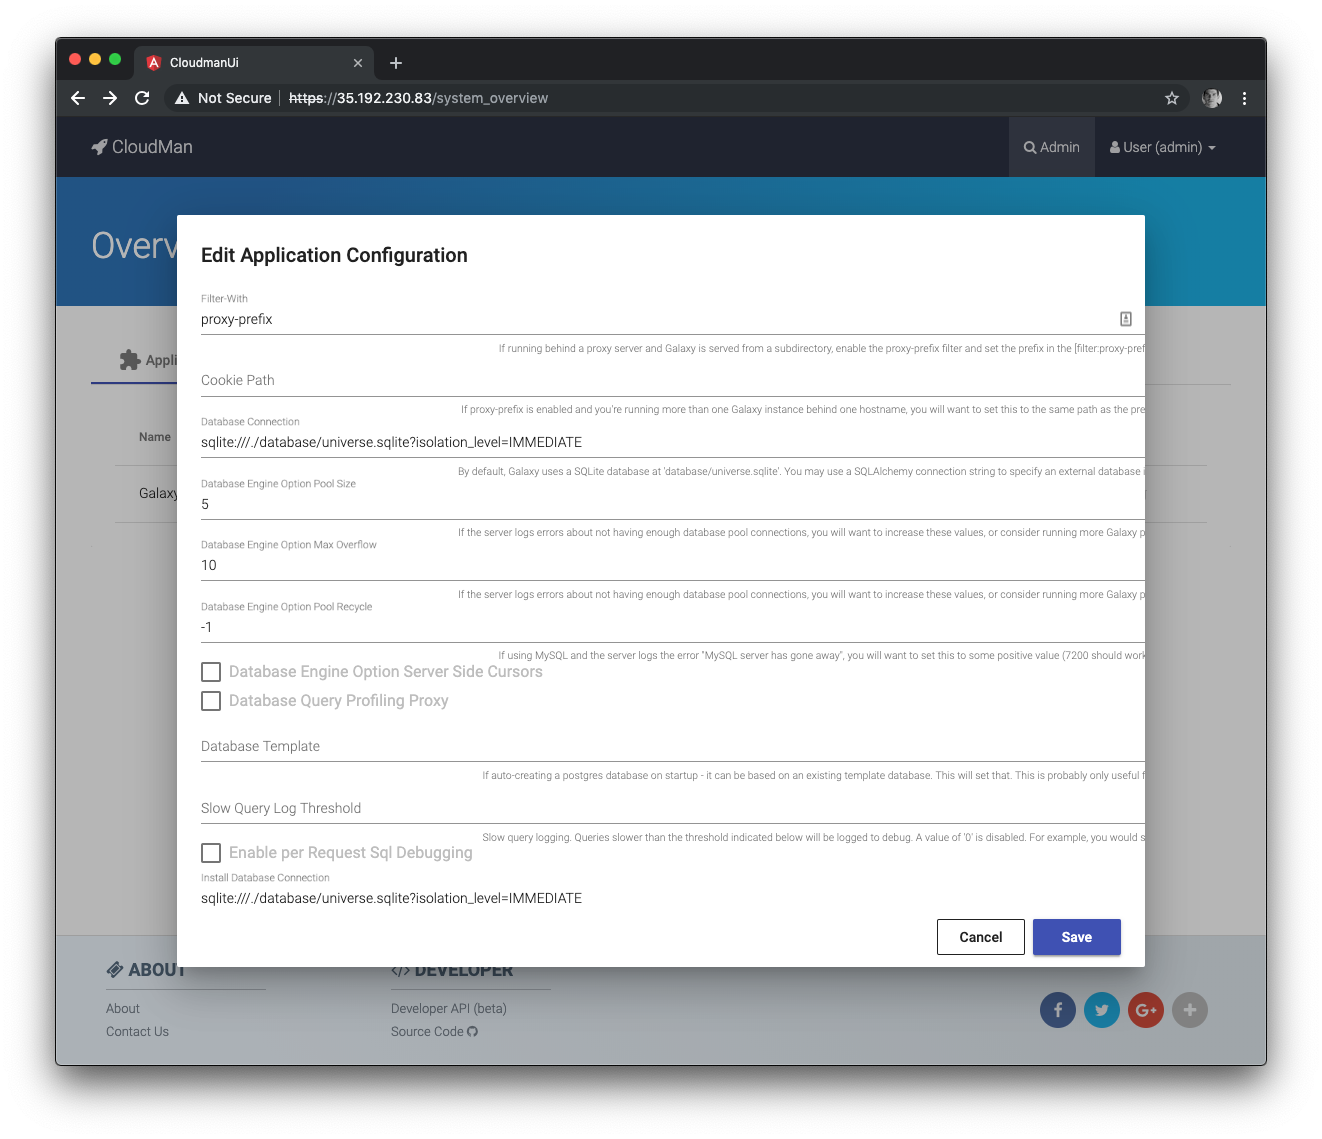 CloudmanUi
Not Secure https://35.192.230.83/system_overview
CloudMan
Admin
User (admin)
Edit Application Configuration
Filter-With
proxy-prefix
If running behind a proxy server and Galaxy is served from a subdirectory, enable the proxy-prefix filter and set the prefix in the [filter:proxy-pref
Cookie Path
If proxy-prefix is enabled and you're running more than one Galaxy instance behind one hostname, you will want to set this to the same path as the pre
Database Connection
sqlite:///./database/universe.sqlite?isolation_level=IMMEDIATE
By default, Galaxy uses a SQLite database at 'database/universe.sqlite'. You may use a SQLAlchemy connection string to specify an external database i
Database Engine Option Pool Size
5
If the server logs errors about not having enough database pool connections, you will want to increase these values, or consider running more Galaxy p
Database Engine Option Max Overflow
10
If the server logs errors about not having enough database pool connections, you will want to increase these values, or consider running more Galaxy p
Database Engine Option Pool Recycle
-1
If using MySQL and the server logs the error "MySQL server has gone away", you will want to set this to some positive value (7200 should work
Database Engine Option Server Side Cursors
Database Query Profiling Proxy
Database Template
If auto-creating a postgres database on startup - it can be based on an existing template database. This will set that. This is probably only useful f
Slow Query Log Threshold
Slow query logging. Queries slower than the threshold indicated below will be logged to debug. A value of '0' is disabled. For example, you would s
Enable per Request Sql Debugging
Install Database Connection
sqlite:///./database/universe.sqlite?isolation_level=IMMEDIATE
Cancel
Save
Overv
Appli
Name
Galaxy
ABOUT
About
Contact Us
</> DEVELOPER
Developer API (beta)
Source Code